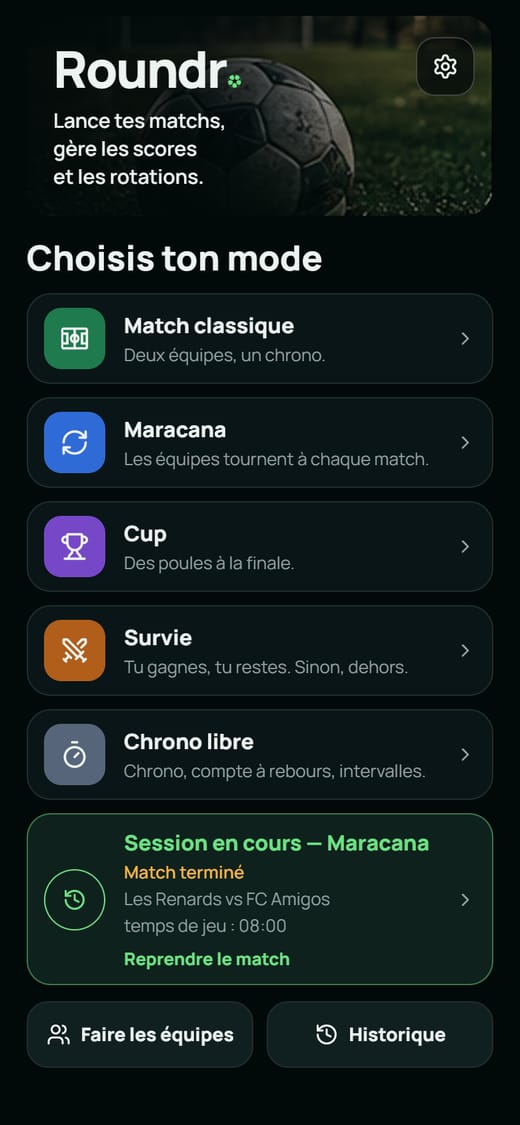 Roundr
Lance tes matchs,
gère les scores
et les rotations.
Choisis ton mode
Match classique
Deux équipes, un chrono.
Maracana
Les équipes tournent à chaque match.
Cup
Des poules à la finale.
Survie
Tu gagnes, tu restes. Sinon, dehors.
Chrono libre
Chrono, compte à rebours, intervalles.
Session en cours — Maracana
Match terminé
Les Renards vs FC Amigos
temps de jeu : 08:00
Reprendre le match
Faire les équipes
Historique